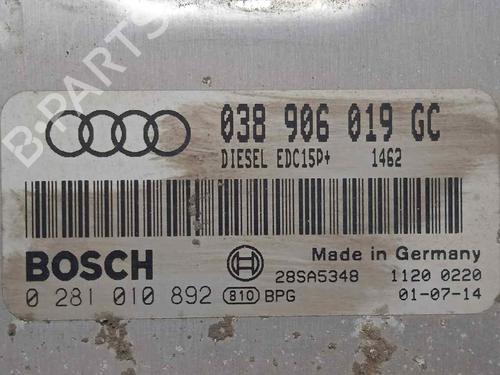 B-PARTS
038 906 019 GC
DIESEL EDC15P+ 1462
BOSCH
Made in Germany
28SA5348 1120 0220
0 281 010 892 810 BPG 01-07-14